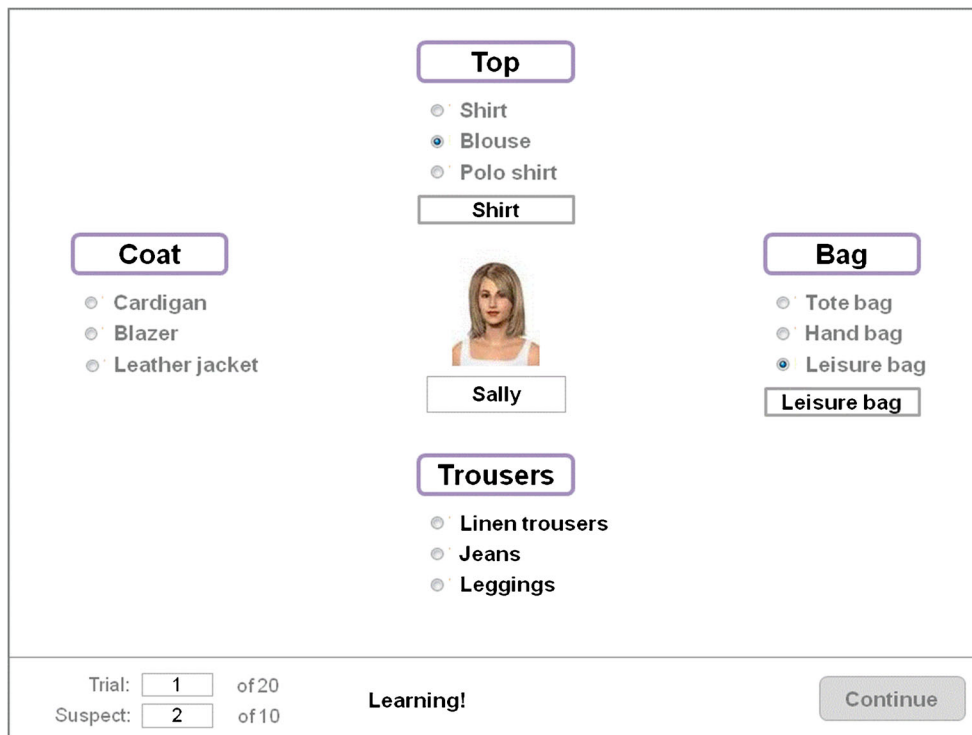 Top
Shirt
Blouse
Polo shirt
Shirt
Coat
Cardigan
Blazer
Leather jacket
Sally
Bag
Tote bag
Hand bag
Leisure bag
Leisure bag
Trousers
Linen trousers
Jeans
Leggings
Trial: 1 of 20
Suspect: 2 of 10
Learning!
Continue